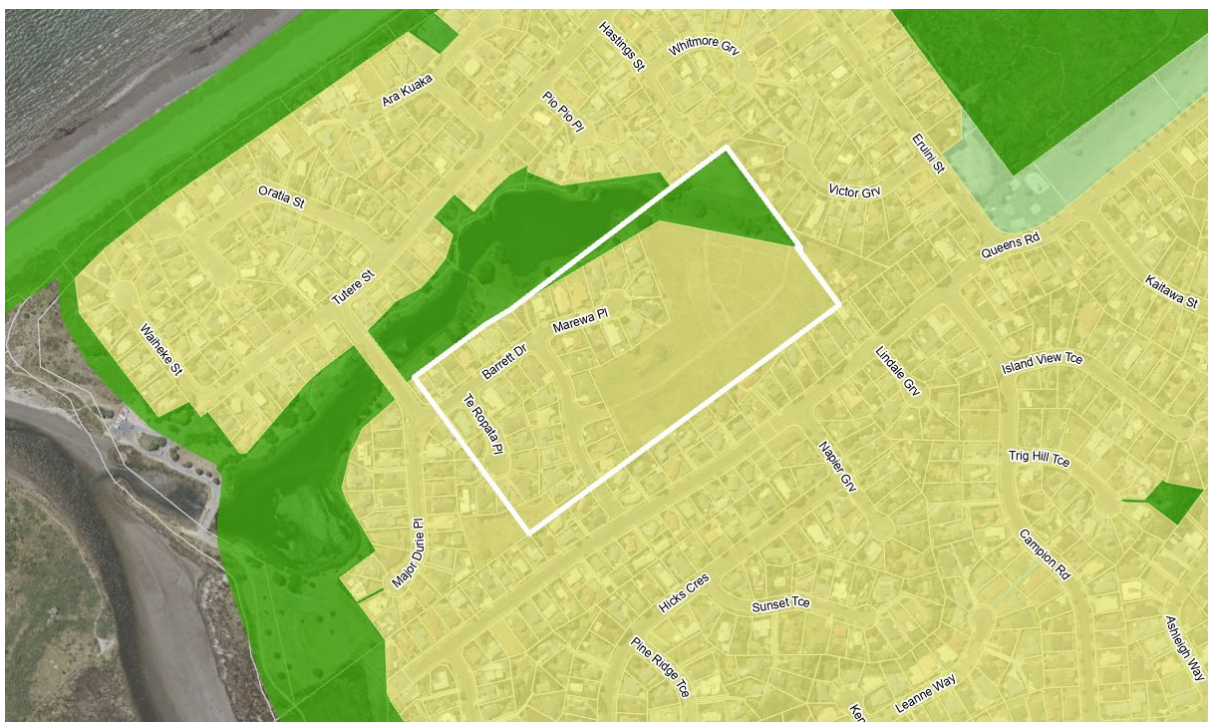 Hastings St
Whitmore Grv
Ara Kuaka
Pio Pio Pl
Eruini St
Oratia St
Victor Grv
Queens Rd
Kaitawa St
Tutere St
Marewa Pl
Waiheke St
Barrett Dr
Lindale Grv
Island View Tce
Te Ropata Pl
Napier Grv
Trig Hill Tce
Major Durie Pl
Campion Rd
Hicks Cres
Sunset Tce
Ashleigh Way
Pine Ridge Tce
Leanne Way